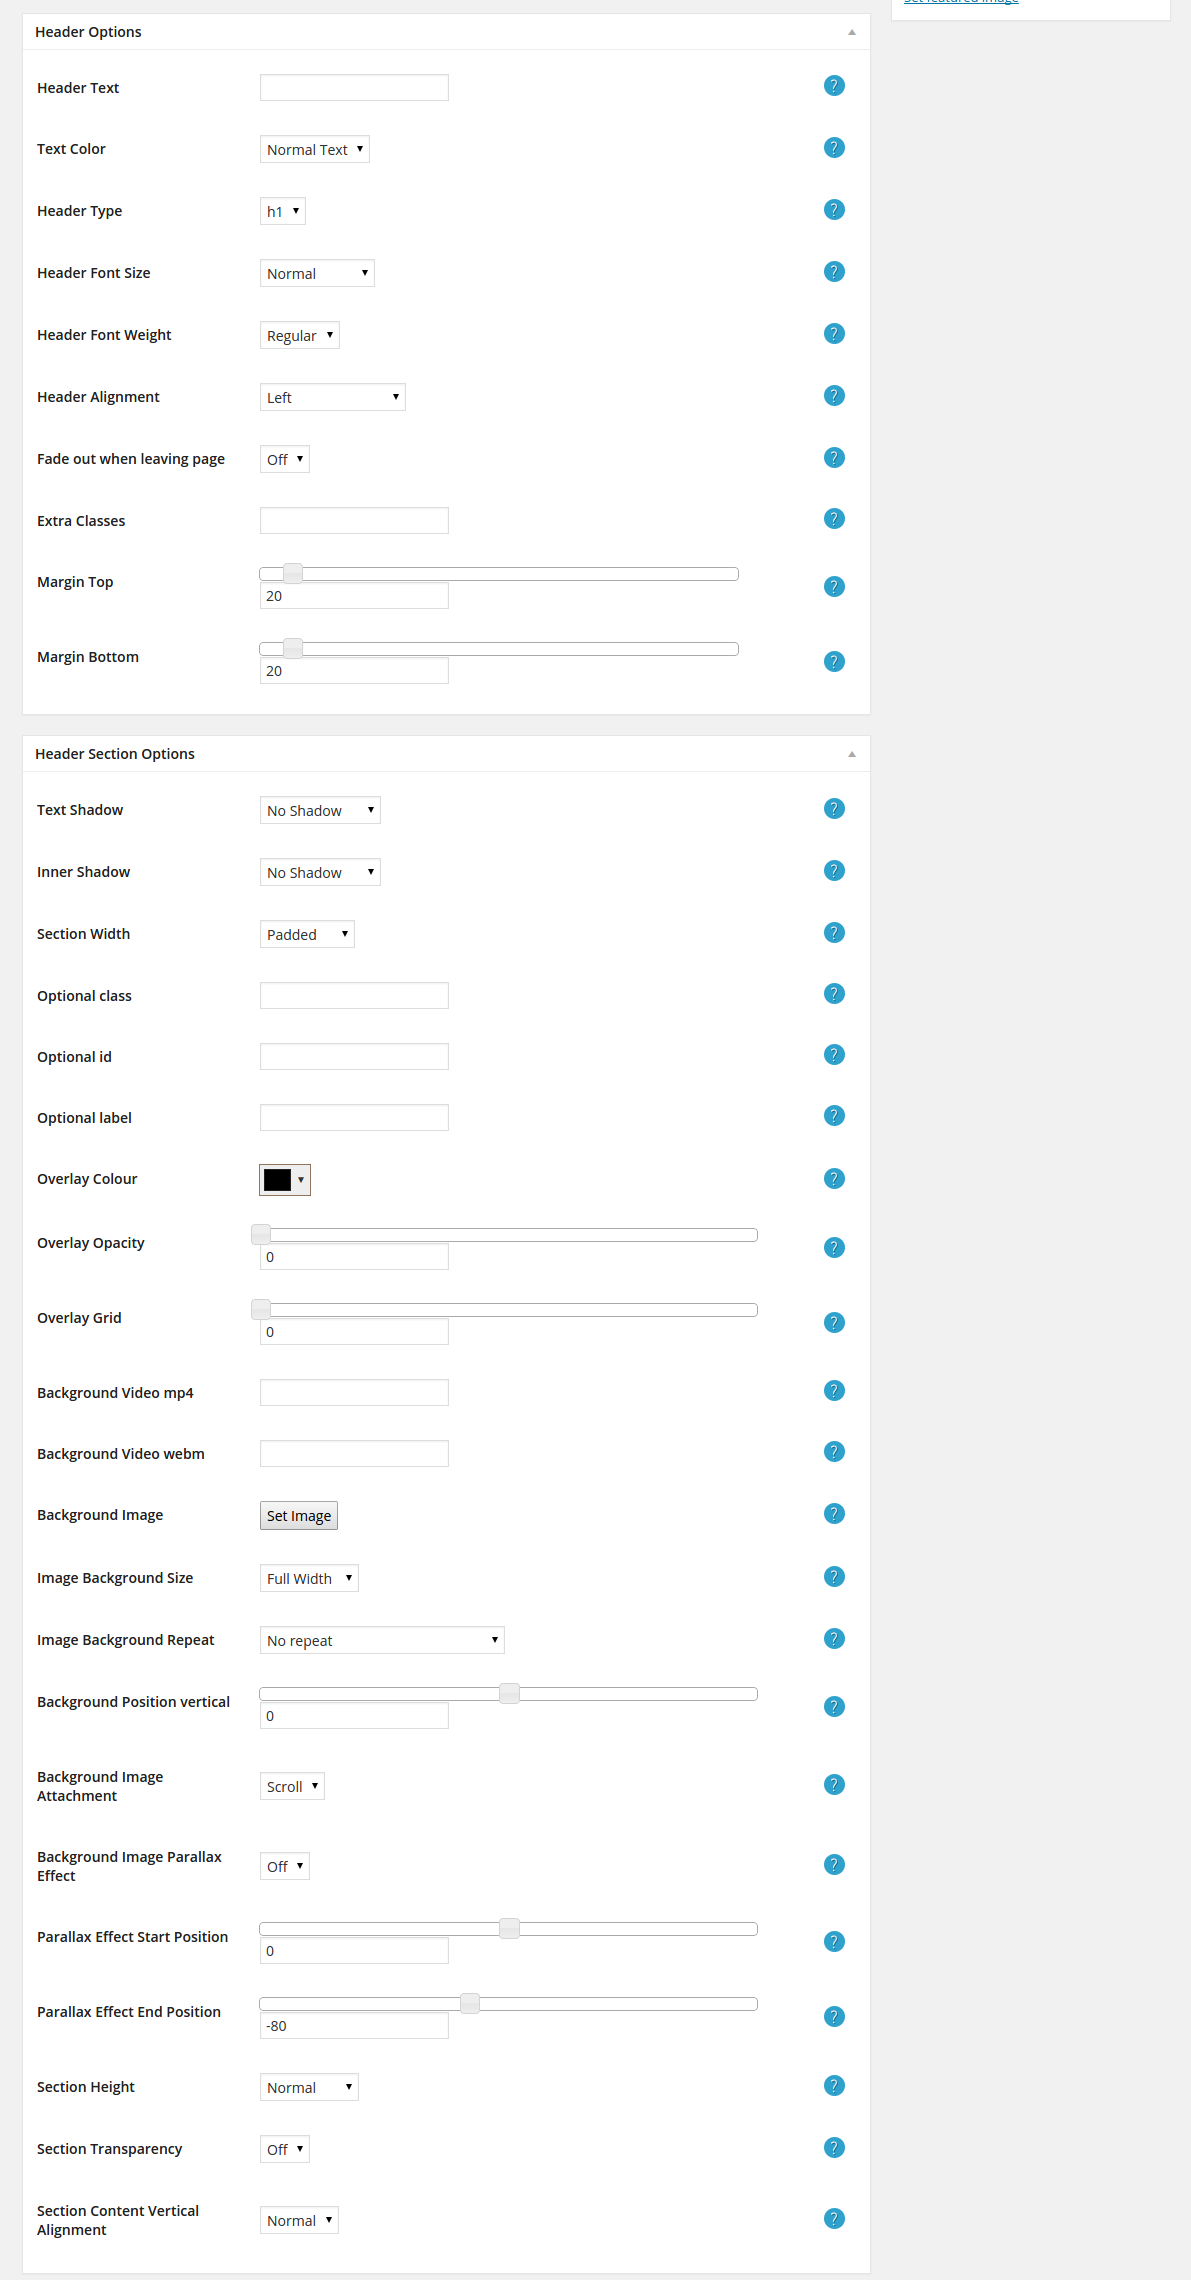 Set featured image
Header Options
Header Text
?
Text Color
Normal Text
?
Header Type
h1
?
Header Font Size
Normal
?
Header Font Weight
Regular
?
Header Alignment
Left
?
Fade out when leaving page
Off
?
Extra Classes
?
Margin Top
20
?
Margin Bottom
20
?
Header Section Options
Text Shadow
No Shadow
?
Inner Shadow
No Shadow
?
Section Width
Padded
?
Optional class
?
Optional id
?
Optional label
?
Overlay Colour
?
Overlay Opacity
0
?
Overlay Grid
0
?
Background Video mp4
?
Background Video webm
?
Background Image
Set Image
?
Image Background Size
Full Width
?
Image Background Repeat
No repeat
?
Background Position vertical
0
?
Background Image
Attachment
Scroll
?
Background Image Parallax
Effect
Off
?
Parallax Effect Start Position
0
?
Parallax Effect End Position
-80
?
Section Height
Normal
?
Section Transparency
Off
?
Section Content Vertical
Alignment
Normal
?